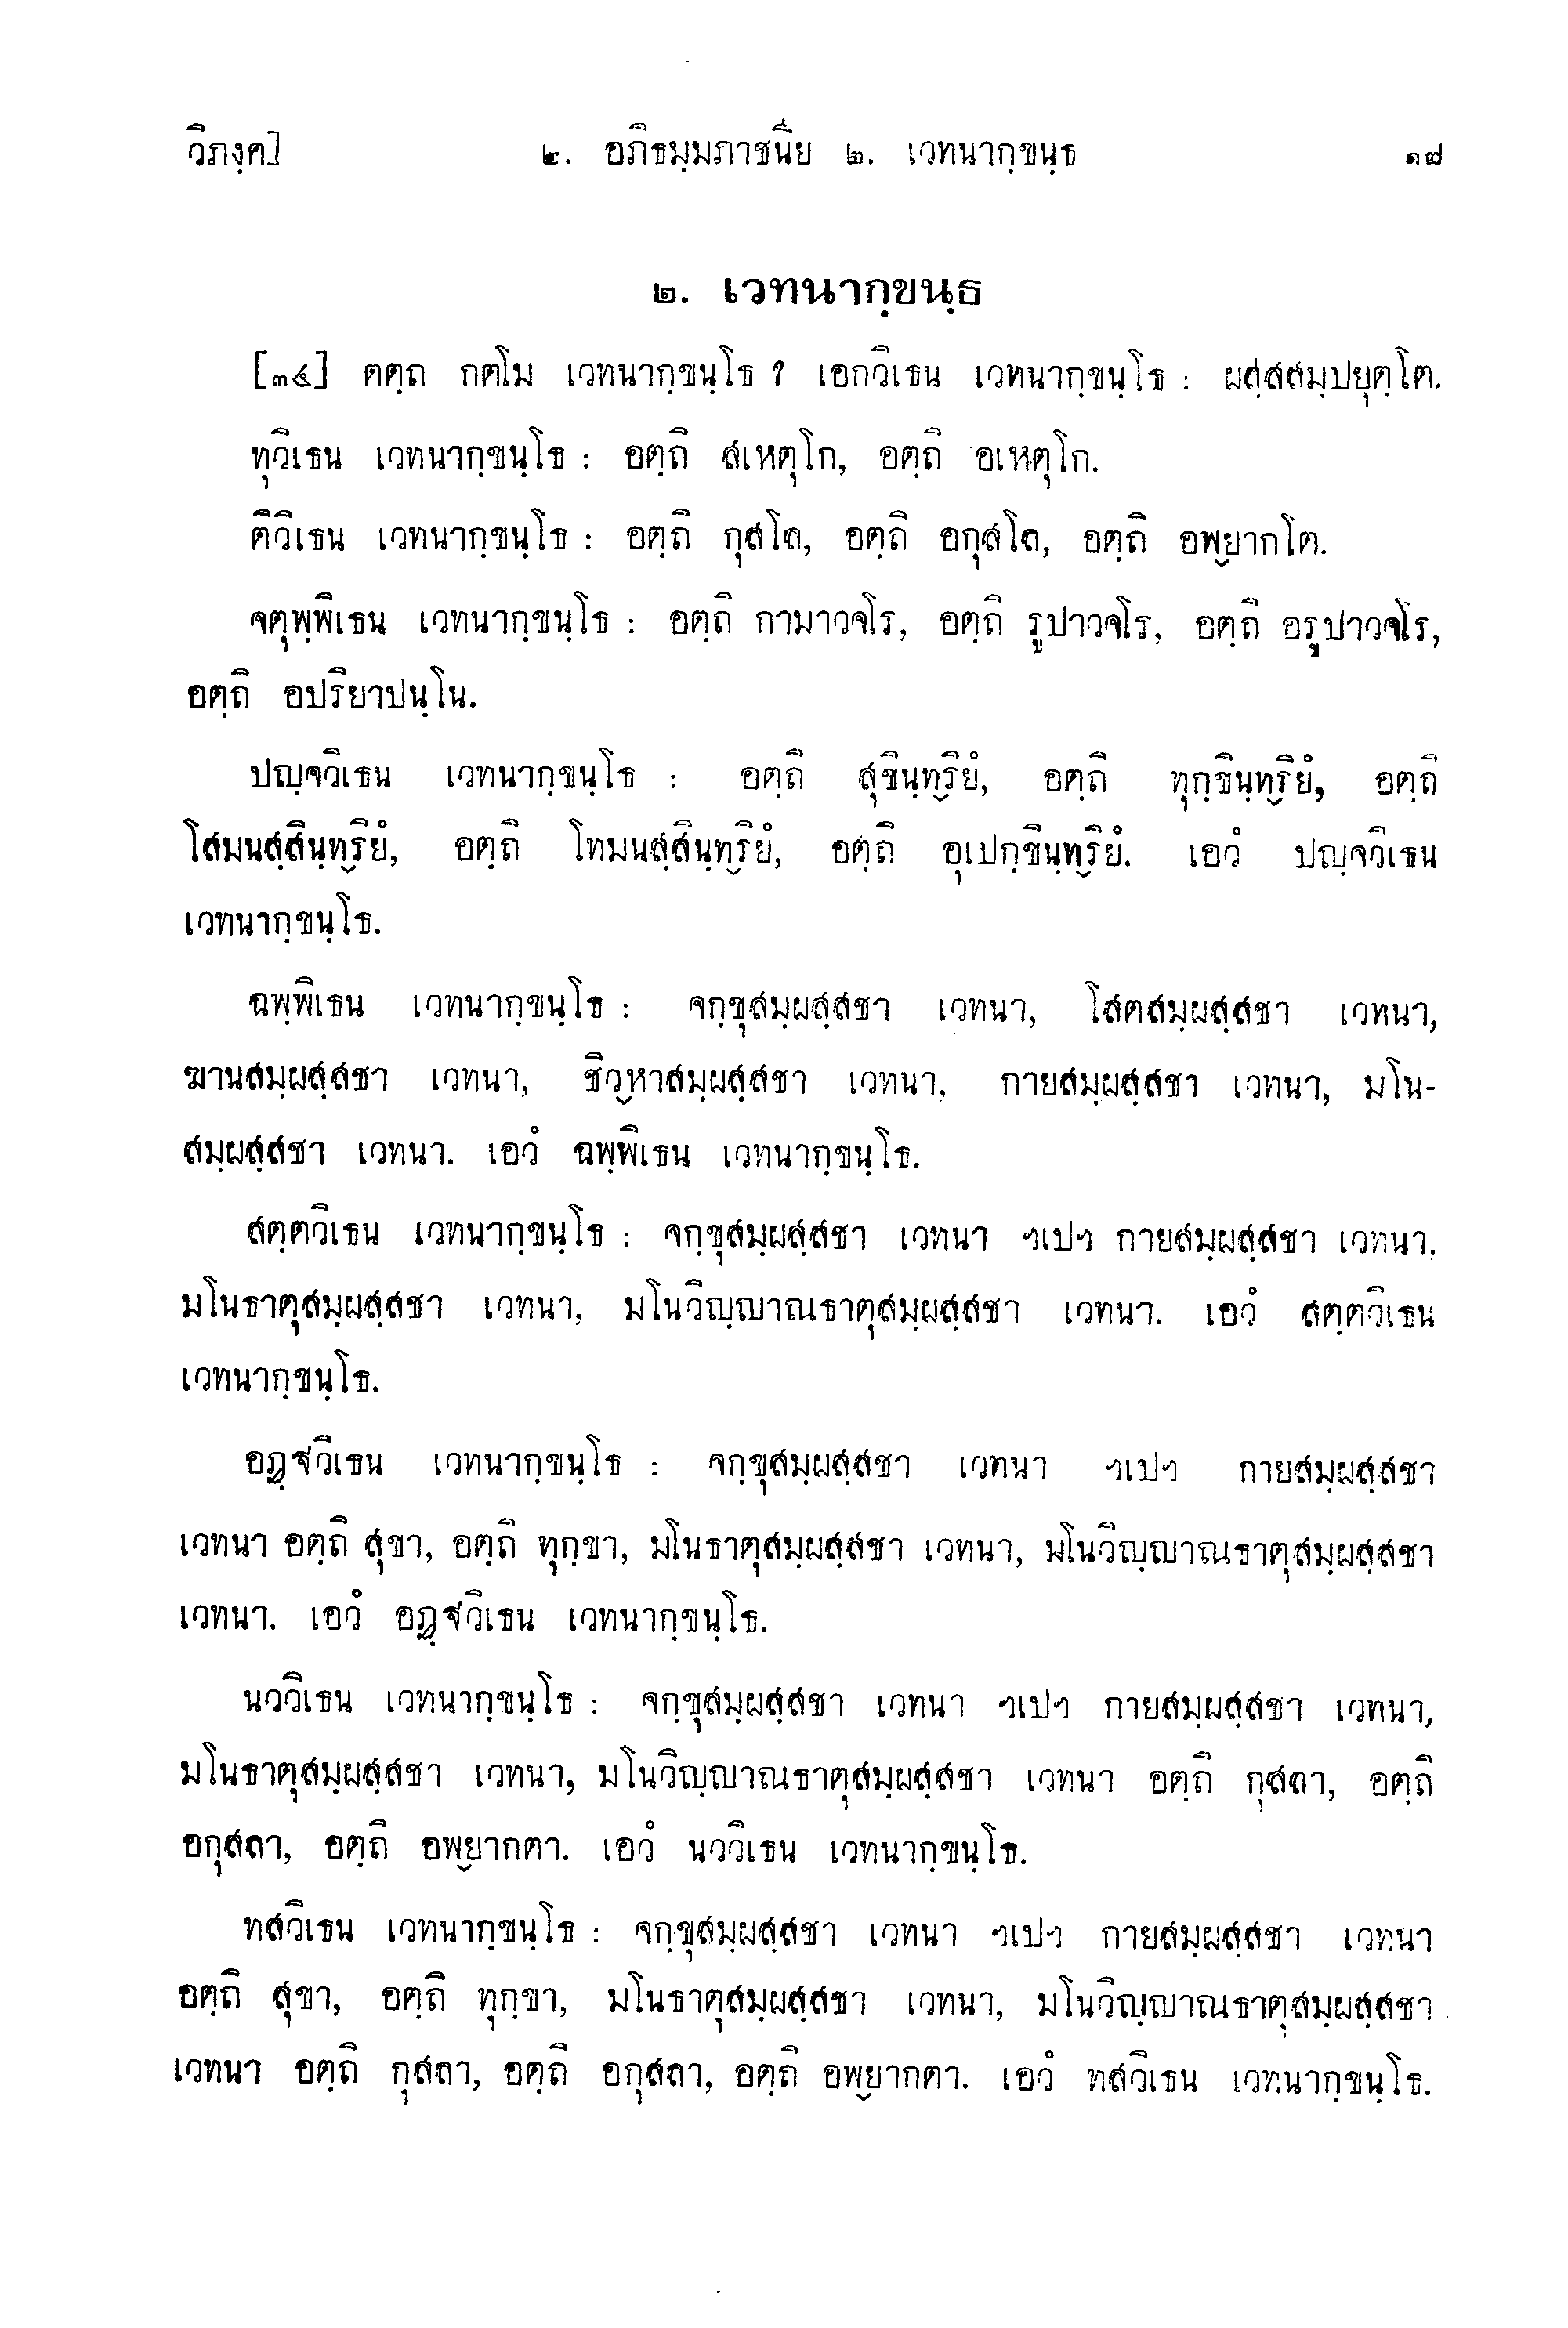 วิภงฺค]	๒. อภิธมฺมภาชนีย ๒. เวทนากฺขนฺธ	๑๗
๒. เวทนากฺขนฺธ
[๓๔] ตตฺถ กตโม เวทนากฺขนฺโธ ? เอกวิเธน เวทนากฺขนฺโธ : ผสฺสสมฺปยุตฺโต.
ทุวิเธน เวทนากฺขนฺโธ : อตฺถิ สเหตุโก, อตฺถิ อเหตุโก.
ติวิเธน เวทนากฺขนฺโธ : อตฺถิ กุสโล, อตฺถิ อกุสโล, อตฺถิ อพฺยากโต.
จตุพฺพิเธน เวทนากฺขนฺโธ : อตฺถิ กามาวจโร, อตฺถิ รูปาวจโร, อตฺถิ อรูปาวจโร,
อตฺถิ อปริยาปนฺโน.
ปญฺจวิเธน เวทนากฺขนฺโธ : อตฺถิ สุขินฺทฺริยํ, อตฺถิ ทุกฺขินฺทฺริยํ, อตฺถิ
โสมนสฺสินฺทฺริยํ, อตฺถิ โทมนสฺสินฺทฺริยํ, อตฺถิ อุเปกฺขินฺทฺริยํ. เอวํ ปญฺจวิเธน
เวทนากฺขนฺโธ.
ฉพฺพิเธน เวทนากฺขนฺโธ : จกฺขุสมฺผสฺสชา เวทนา, โสตสมฺผสฺสชา เวทนา,
ฆานสมฺผสฺสชา เวทนา, ชิวฺหาสมฺผสฺสชา เวทนา, กายสมฺผสฺสชา เวทนา, มโน-
สมฺผสฺสชา เวทนา. เอวํ ฉพฺพิเธน เวทนากฺขนฺโธ.
สตฺตวิเธน เวทนากฺขนฺโธ : จกฺขุสมฺผสฺสชา เวทนา ฯเปฯ กายสมฺผสฺสชา เวทนา,
มโนธาตุสมฺผสฺสชา เวทนา, มโนวิญฺญาณธาตุสมฺผสฺสชา เวทนา. เอวํ สตฺตวิเธน
เวทนากฺขนฺโธ.
อฏฺฐวิเธน เวทนากฺขนฺโธ : จกฺขุสมฺผสฺสชา เวทนา ฯเปฯ กายสมฺผสฺสชา
เวทนา อตฺถิ สุขา, อตฺถิ ทุกฺขา, มโนธาตุสมฺผสฺสชา เวทนา, มโนวิญฺญาณธาตุสมฺผสฺสชา
เวทนา. เอวํ อฏฺฐวิเธน เวทนากฺขนฺโธ.
นววิเธน เวทนากฺขนฺโธ : จกฺขุสมฺผสฺสชา เวทนา ฯเปฯ กายสมฺผสฺสชา เวทนา,
มโนธาตุสมฺผสฺสชา เวทนา, มโนวิญฺญาณธาตุสมฺผสฺสชา เวทนา อตฺถิ กุสลา, อตฺถิ
อกุสลา, อตฺถิ อพฺยากตา. เอวํ นววิเธน เวทนากฺขนฺโธ.
ทสวิเธน เวทนากฺขนฺโธ : จกฺขุสมฺผสฺสชา เวทนา ฯเปฯ กายสมฺผสฺสชา เวทนา
อตฺถิ สุขา, อตฺถิ ทุกฺขา, มโนธาตุสมฺผสฺสชา เวทนา, มโนวิญฺญาณธาตุสมฺผสฺสชา
เวทนา อตฺถิ กุสลา, อตฺถิ อกุสลา, อตฺถิ อพฺยากตา. เอวํ ทสวิเธน เวทนากฺขนฺโธ.